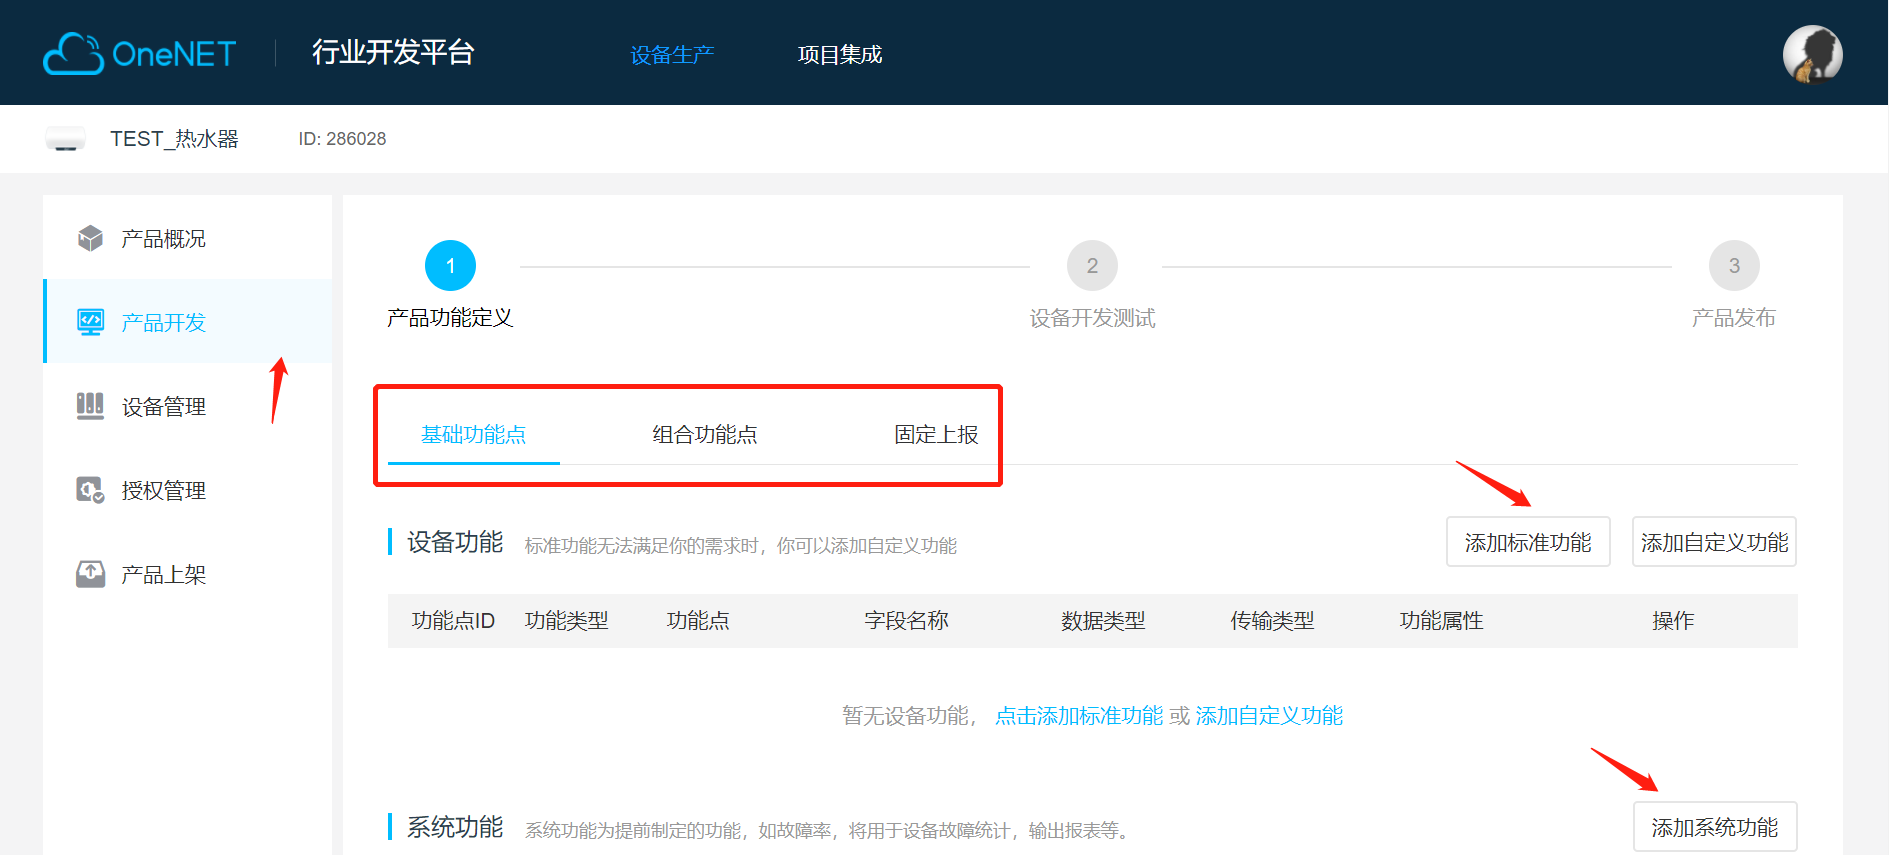 OneNET
行业开发平台
设备生产
项目集成
TEST_热水器
ID: 286028
产品概况
产品开发
设备管理
授权管理
产品上架
1
2
3
产品功能定义
设备开发测试
产品发布
基础功能点
组合功能点
固定上报
设备功能
标准功能无法满足你的需求时，你可以添加自定义功能
添加标准功能
添加自定义功能
功能点ID 功能类型 功能点 字段名称 数据类型 传输类型 功能属性 操作
暂无设备功能， 点击添加标准功能 或 添加自定义功能
系统功能
系统功能为提前制定的功能，如故障率，将用于设备故障统计，输出报表等。
添加系统功能